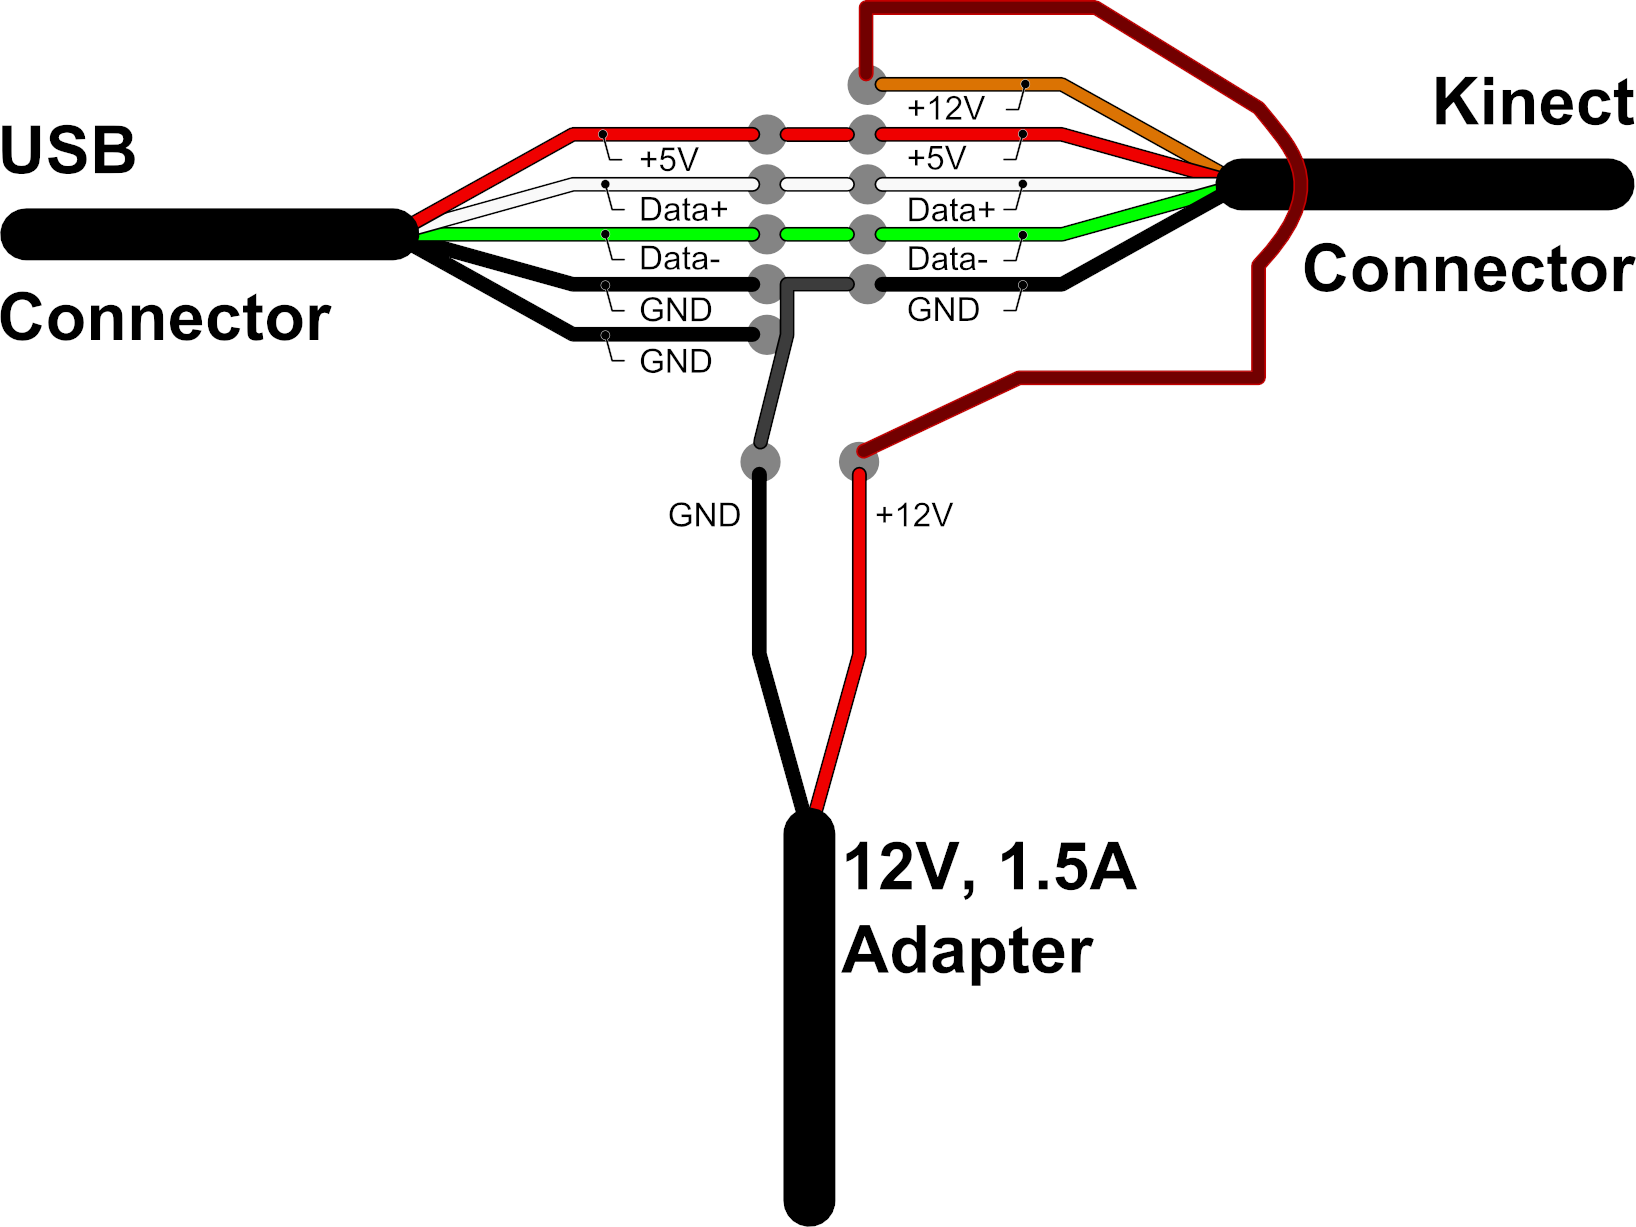 USB
Connector
+5V
Data+
Data-
GND
GND
+12V
+5V
Data+
Data-
GND
Kinect
Connector
GND
+12V
12V, 1.5A
Adapter